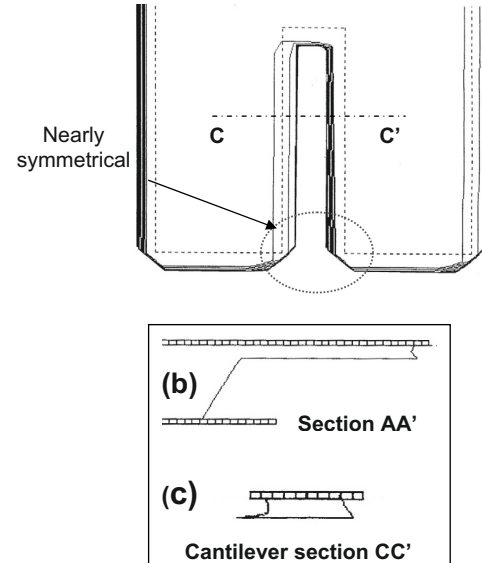 C C’
Nearly
symmetrical
(b)
Section AA’
(c)
Cantilever section CC’